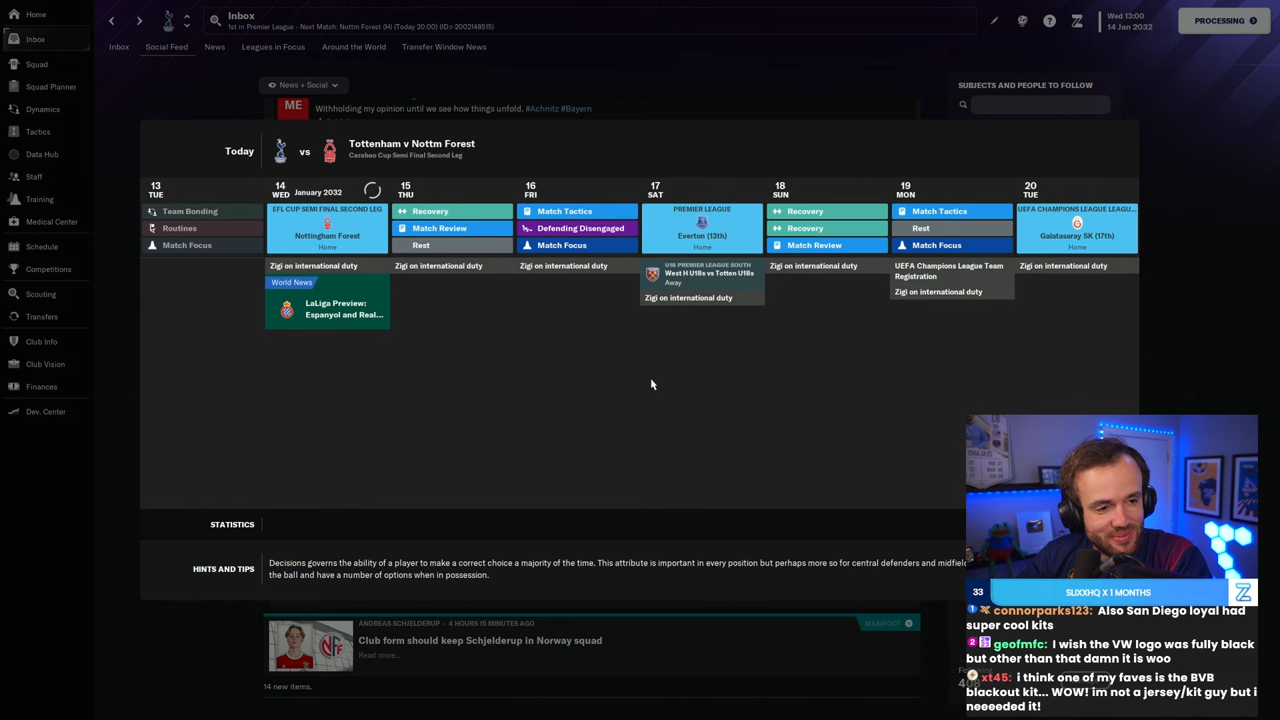 Home
Inbox
Squad
Squad Planner
Dynamics
Tactics
Data Hub
Staff
Training
Medical Center
Schedule
Competitions
Scouting
Transfers
Club Info
Club Vision
Finances
Dev. Center
Inbox
1st in Premier League - Next Match: Nottm Forest (H) (Today 20:00) (ID:r-2002148515)
Wed 13:00
14 Jan 2032
PROCESSING
Inbox Social Feed News Leagues in Focus Around the World Transfer Window News
News + Social
SUBJECTS AND PEOPLE TO FOLLOW
ME
Withholding my opinion until we see how things unfold. #Achnitz #Bayern
Today
vs
Tottenham v Nottm Forest
Carabao Cup Semi Final Second Leg
13
TUE
Team Bonding
Routines
Match Focus
14
WED January 2032
EFL CUP SEMI FINAL SECOND LEG
Nottingham Forest
Home
Zigi on international duty
World News
LaLiga Preview:
Espanyol and Real...
15
THU
Recovery
Match Review
Rest
Zigi on international duty
16
FRI
Match Tactics
Defending Disengaged
Match Focus
Zigi on international duty
17
SAT
PREMIER LEAGUE
Everton (13th)
Home
U18 PREMIER LEAGUE SOUTH
West H U18s vs Totten U18s
Away
Zigi on international duty
18
SUN
Recovery
Recovery
Match Review
Zigi on international duty
19
MON
Match Tactics
Rest
Match Focus
UEFA Champions League Team
Registration
Zigi on international duty
20
TUE
UEFA CHAMPIONS LEAGUE LEAGU...
Galatasaray SK (17th)
Home
Zigi on international duty
STATISTICS
HINTS AND TIPS
Decisions governs the ability of a player to make a correct choice a majority of the time. This attribute is important in every position but perhaps more so for central defenders and midfiel
the ball and have a number of options when in possession.
ANDREAS SCHJELDERUP - 4 HOURS 15 MINUTES AGO
MAXIFOOT
Club form should keep Schjelderup in Norway squad
Read more...
14 new items.
33
SLIXXHQ X 1 MONTHS
connorparks123: Also San Diego loyal had
super cool kits
geofmfc: I wish the VW logo was fully black
but other than that damn it is woo
xt45: i think one of my faves is the BVB
blackout kit... WOW! im not a jersey/kit guy but i
neeeeded it!